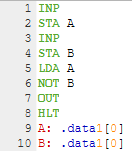 1 INP
2 STA A
3 INP
4 STA B
5 LDA A
6 NOT B
7 OUT
8 HLT
9 A: .data1[0]
10 B: .data1[0]